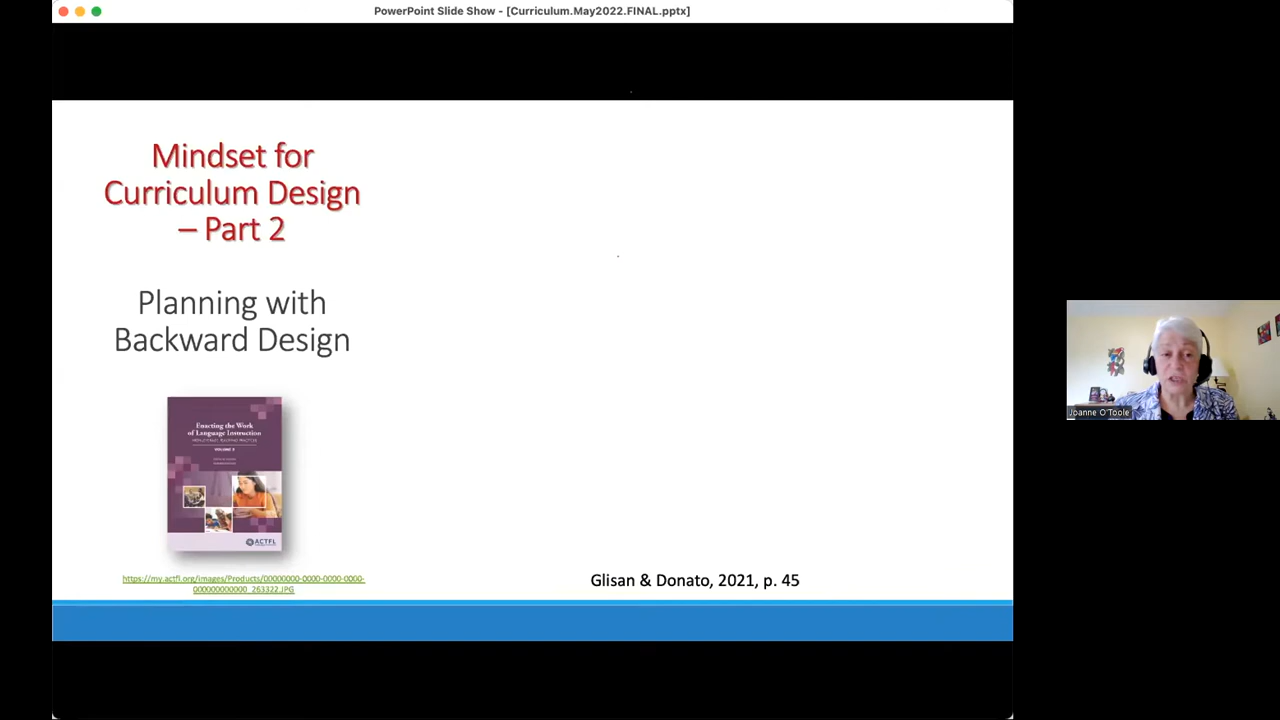 PowerPoint Slide Show - [Curriculum.May2022.FINAL.pptx]
Mindset for
Curriculum Design
– Part 2
Planning with
Backward Design
Enacting the Work
of Language Instruction
VOLUME 2
ACTFL
https://my.actfl.org/images/Products/00000000-0000-0000-0000-
000000000000_263322.JPG
Glisan & Donato, 2021, p. 45
Joanne O'Toole